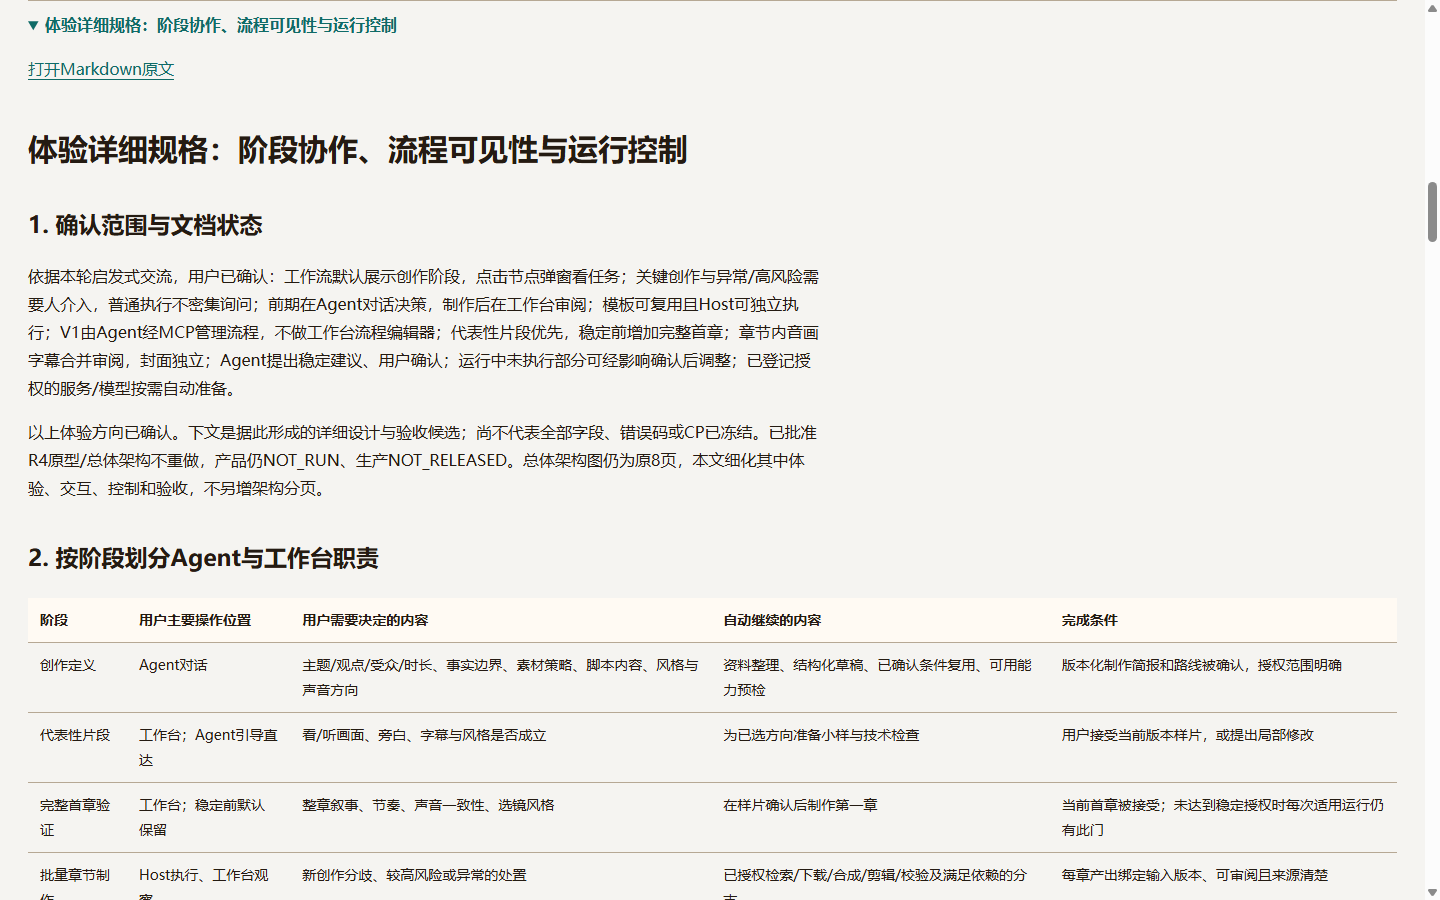 ▼ 体验详细规格：阶段协作、流程可见性与运行控制
打开Markdown原文
体验详细规格：阶段协作、流程可见性与运行控制
1. 确认范围与文档状态
依据本轮启发式交流，用户已确认：工作流默认展示创作阶段，点击节点弹窗看任务；关键创作与异常/高风险需
要人介入，普通执行不密集询问；前期在Agent对话决策，制作后在工作台审阅；模板可复用且Host可独立执
行；V1由Agent经MCP管理流程，不做工作台流程编辑器；代表性片段优先，稳定前增加完整首章；章节内音画
字幕合并审阅，封面独立；Agent提出稳定建议、用户确认；运行中未执行部分可经影响确认后调整；已登记授
权的服务/模型按需自动准备。
以上体验方向已确认。下文是据此形成的详细设计与验收候选；尚不代表全部字段、错误码或CP已冻结。已批准
R4原型/总体架构不重做，产品仍NOT_RUN、生产NOT_RELEASED。总体架构图仍为原8页，本文细化其中体
验、交互、控制和验收，不另增架构分页。
2. 按阶段划分Agent与工作台职责
阶段 用户主要操作位置 用户需要决定的内容 自动继续的内容 完成条件
创作定义 Agent对话 主题/观点/受众/时长、事实边界、素材策略、脚本内容、风格与 资料整理、结构化草稿、已确认条件复用、可用能 版本化制作简报和路线被确认，授权范围明确
声音方向 力预检
代表性片段 工作台；Agent引导直 看/听画面、旁白、字幕与风格是否成立 为已选方向准备小样与技术检查 用户接受当前版本样片，或提出局部修改
达
完整首章验 工作台；稳定前默认 整章叙事、节奏、声音一致性、选镜风格 在样片确认后制作第一章 当前首章被接受；未达到稳定授权时每次适用运行仍
证 保留 有此门
批量章节制 Host执行、工作台观 新创作分歧、较高风险或异常的处置 已授权检索/下载/合成/剪辑/校验及满足依赖的分 每章产出绑定输入版本、可审阅且来源清楚